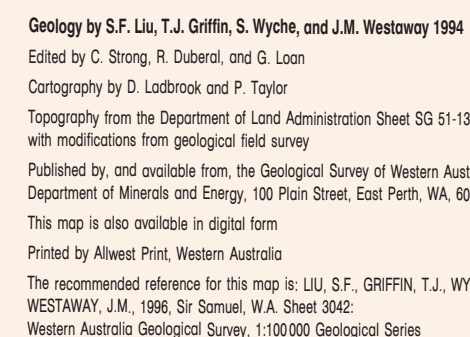 Geology by S.F. Liu, T.J. Griffin, S. Wyche, and J.M. Westaway 1994
Edited by C. Strong, R. Duberal, and G. Loan
Cartography by D. Ladbrook and P. Taylor
Topography from the Department of Land Administration Sheet SG 51-13
with modifications from geological field survey
Published by, and available from, the Geological Survey of Western Aust
Department of Minerals and Energy, 100 Plain Street, East Perth, WA, 60
This map is also available in digital form
Printed by Allwest Print, Western Australia
The recommended reference for this map is: LIU, S.F., GRIFFIN, T.J., WY
WESTAWAY, J.M., 1996, Sir Samuel, W.A. Sheet 3042:
Western Australia Geological Survey, 1:100 000 Geological Series